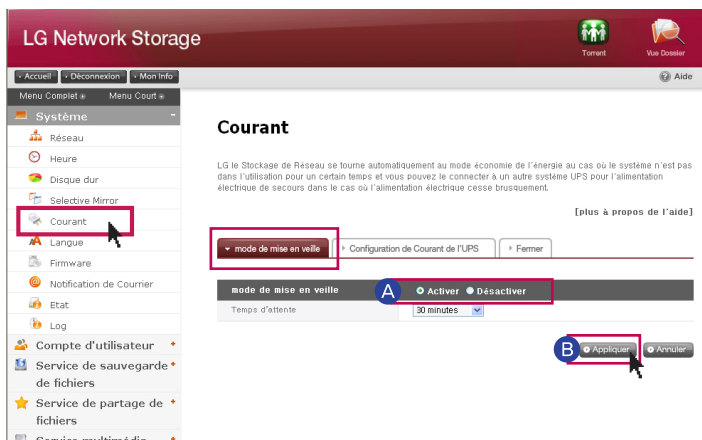 LG Network Storage
Torrent
Vue Dossier
Accueil
Déconnexion
Mon Info
Aide
Menu Complet
Menu Court
Système -
Réseau
Heure
Disque dur
Selective Mirror
Courant
Langue
Firmware
Notification de Courrier
Etat
Log
Compte d'utilisateur +
Service de sauvegarde +
de fichiers
Service de partage de +
fichiers
Service multimédia +
Courant
LG le Stockage de Réseau se tourne automatiquement au mode économie de l'énergie au cas où le système n'est pas
dans l'utilisation pour un certain temps et vous pouvez le connecter à un autre système UPS pour l'alimentation
électrique de secours dans le cas où l'alimentation électrique cesse brusquement.
[plus à propos de l'aide]
mode de mise en veille
Configuration de Courant de l'UPS
Fermer
mode de mise en veille
A
Activer
Désactiver
Temps d'attente
30 minutes
B
Appliquer
Annuler